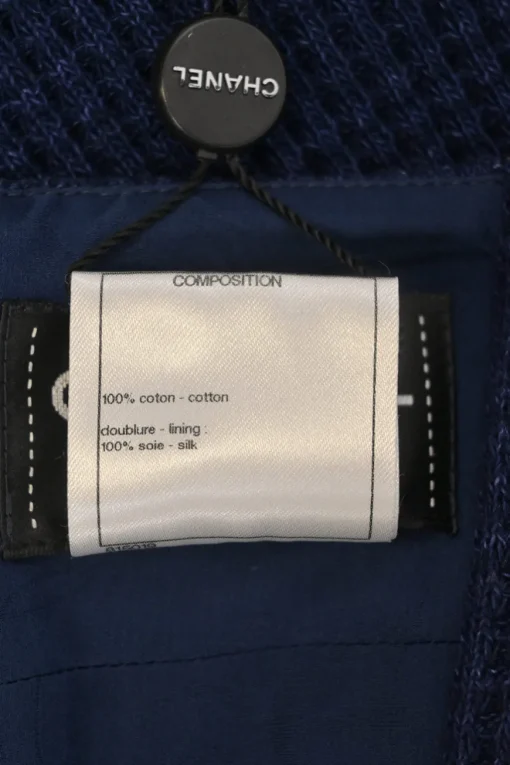 CHANEL
COMPOSITION
100% coton - cotton
doublure - lining :
100% soie - silk